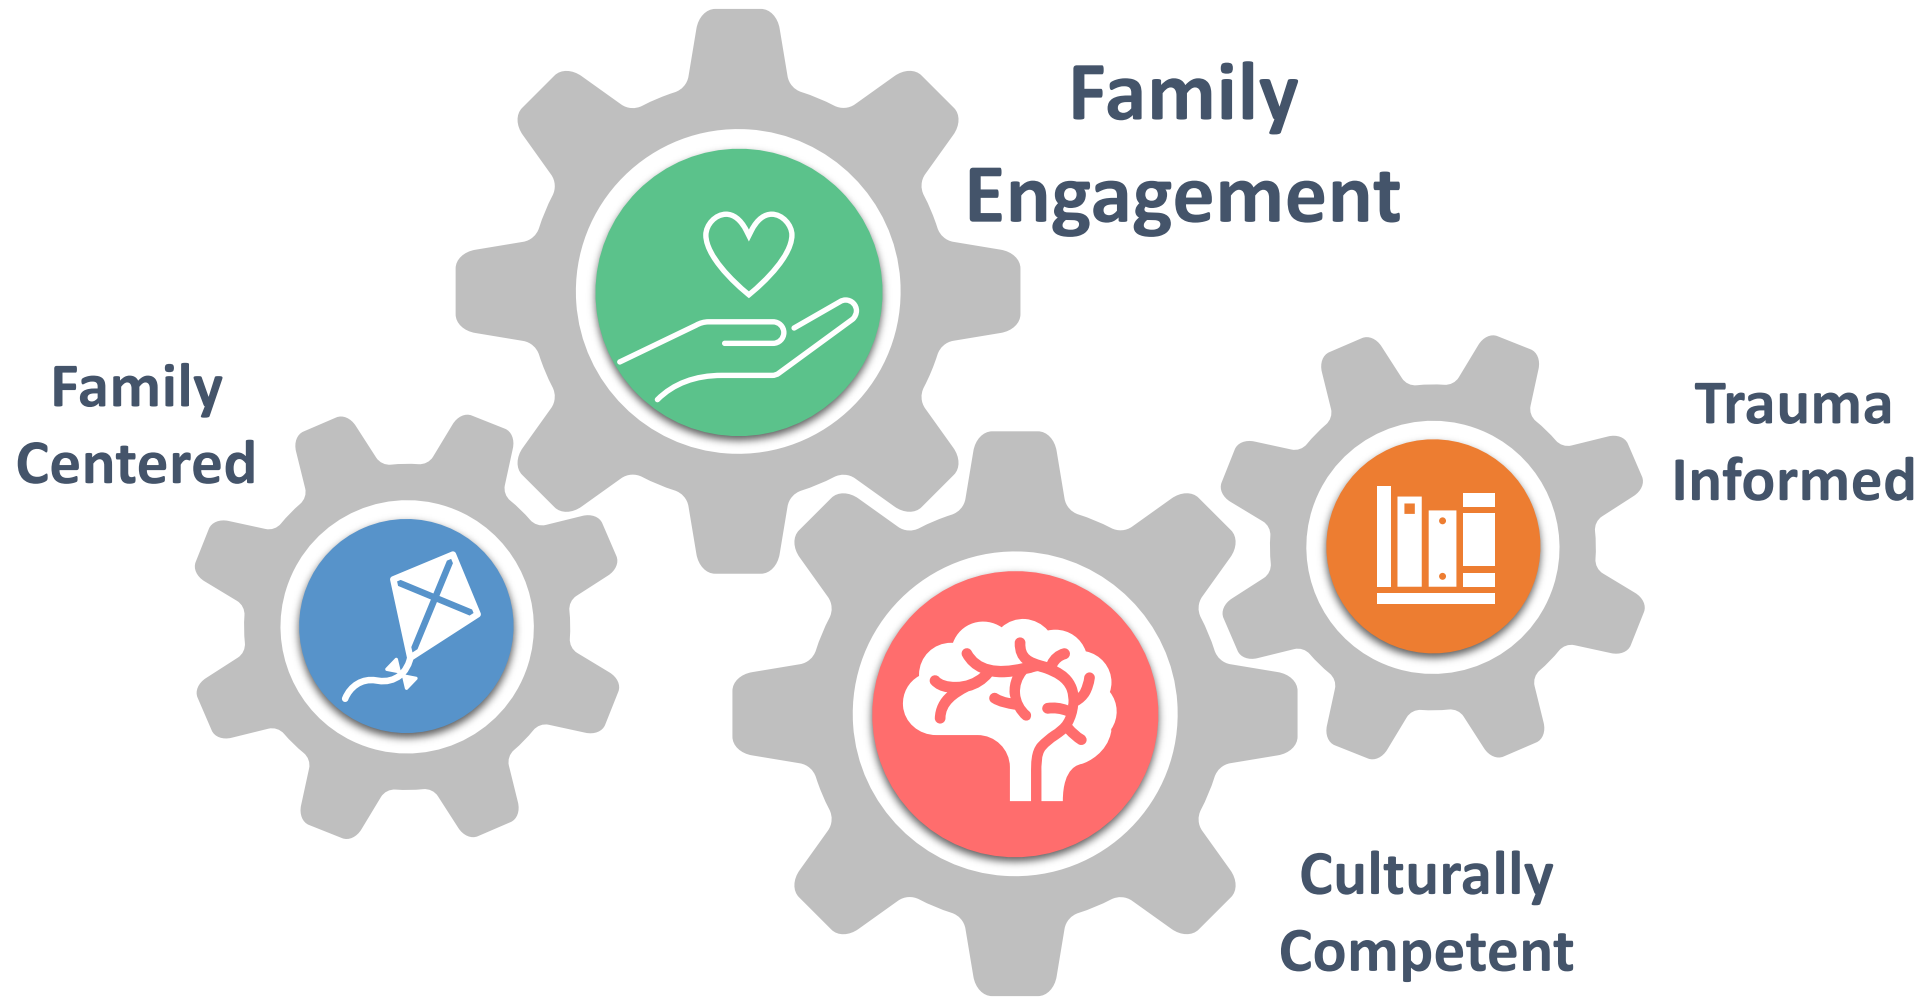 Family
Engagement
Family
Centered
Trauma
Informed
Culturally
Competent